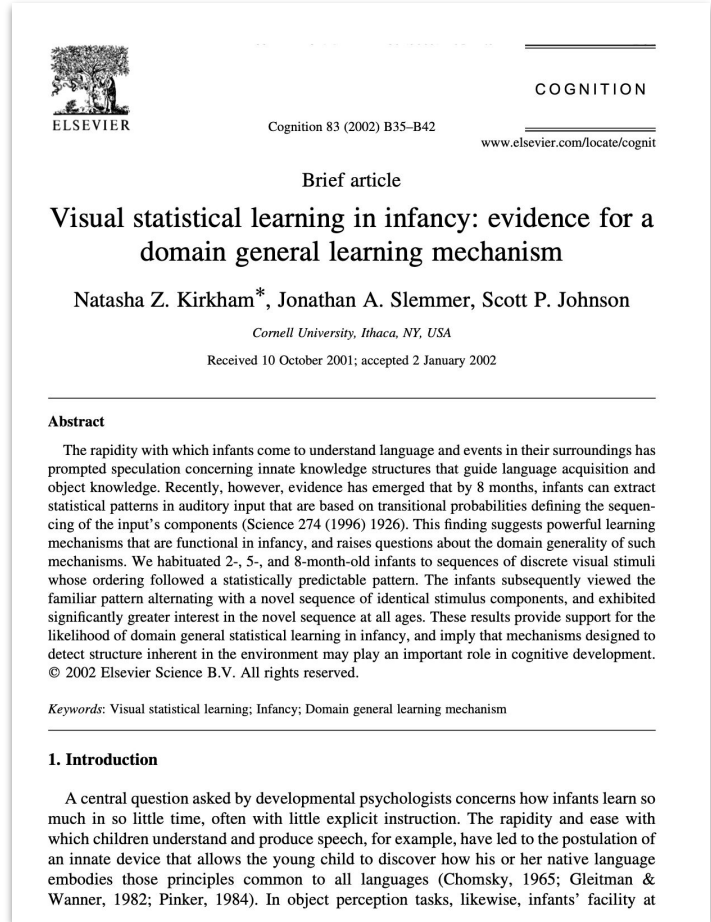 COGNITION
ELSEVIER
Cognition 83 (2002) B35–B42
www.elsevier.com/locate/cognit
Brief article
Visual statistical learning in infancy: evidence for a
domain general learning mechanism
Natasha Z. Kirkham*, Jonathan A. Slemmer, Scott P. Johnson
Cornell University, Ithaca, NY, USA
Received 10 October 2001; accepted 2 January 2002
Abstract
The rapidity with which infants come to understand language and events in their surroundings has
prompted speculation concerning innate knowledge structures that guide language acquisition and
object knowledge. Recently, however, evidence has emerged that by 8 months, infants can extract
statistical patterns in auditory input that are based on transitional probabilities defining the sequen-
cing of the input's components (Science 274 (1996) 1926). This finding suggests powerful learning
mechanisms that are functional in infancy, and raises questions about the domain generality of such
mechanisms. We habituated 2-, 5-, and 8-month-old infants to sequences of discrete visual stimuli
whose ordering followed a statistically predictable pattern. The infants subsequently viewed the
familiar pattern alternating with a novel sequence of identical stimulus components, and exhibited
significantly greater interest in the novel sequence at all ages. These results provide support for the
likelihood of domain general statistical learning in infancy, and imply that mechanisms designed to
detect structure inherent in the environment may play an important role in cognitive development.
© 2002 Elsevier Science B.V. All rights reserved.
Keywords: Visual statistical learning; Infancy; Domain general learning mechanism
1. Introduction
A central question asked by developmental psychologists concerns how infants learn so
much in so little time, often with little explicit instruction. The rapidity and ease with
which children understand and produce speech, for example, have led to the postulation of
an innate device that allows the young child to discover how his or her native language
embodies those principles common to all languages (Chomsky, 1965; Gleitman &
Wanner, 1982; Pinker, 1984). In object perception tasks, likewise, infants' facility at